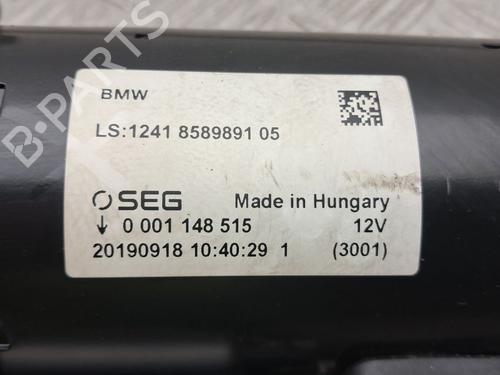 B-PARTS
BMW
LS:1241 8589891 05
SEG Made in Hungary
↓ 0 001 148 515 12V
20190918 10:40:29 1 (3001)